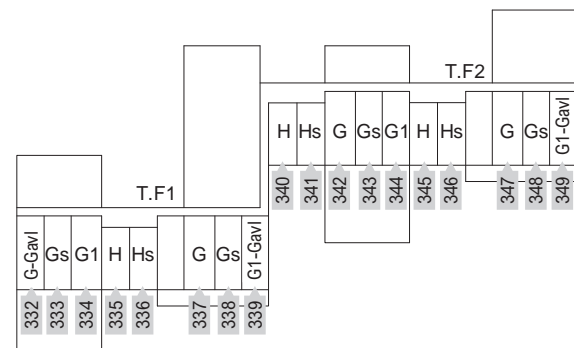 T.F2
H Hs G Gs G1 H Hs G Gs G1-Gavl
340 341 342 343 344 345 346 347 348 349
T.F1
G-Gavl Gs G1 H Hs G Gs G1-Gavl
332 333 334 335 336 337 338 339